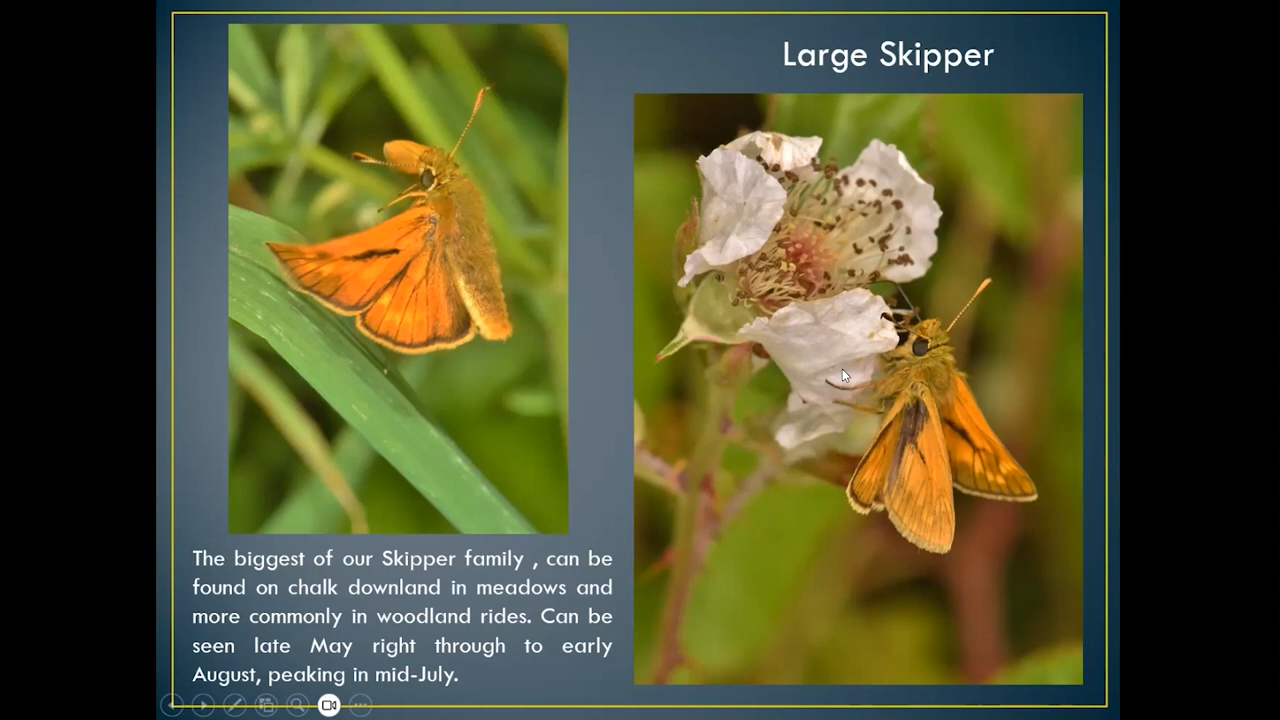 Large Skipper
The biggest of our Skipper family , can be
found on chalk downland in meadows and
more commonly in woodland rides. Can be
seen late May right through to early
August, peaking in mid-July.